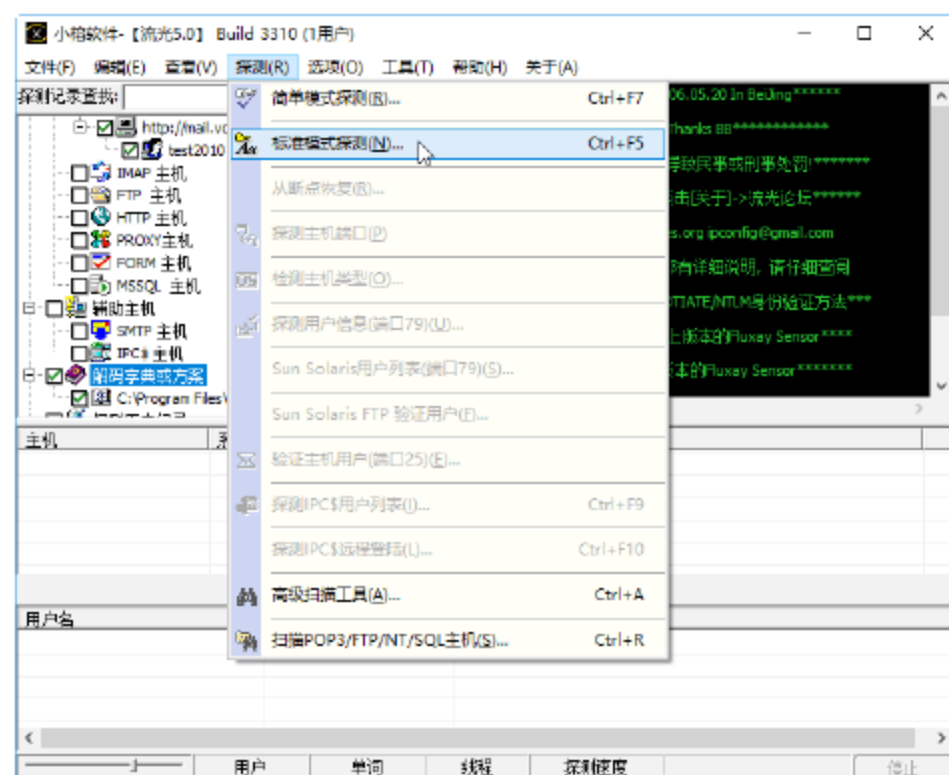 小榕软件-【流光5.0】 Build 3310 (1用户)
文件(F) 编辑(E) 查看(V) 探测(R) 选项(O) 工具(T) 帮助(H) 关于(A)
探测记录查找:
http://mail.vc
test2010
IMAP 主机
FTP 主机
HTTP 主机
PROXY主机
FORM 主机
MSSQL 主机
辅助主机
SMTP 主机
IPC$ 主机
解码字典或方案
C:\Program Files\
简单模式探测(R)... Ctrl+F7
标准模式探测(N)... Ctrl+F5
从断点恢复(R)...
探测主机端口(P)
检测主机类型(O)...
探测用户信息(端口79)(U)...
Sun Solaris用户列表(端口79)(S)...
Sun Solaris FTP 验证用户(F)...
验证主机用户(端口25)(E)...
探测IPC$用户列表(I)... Ctrl+F9
探测IPC$远程登陆(L)... Ctrl+F10
高级扫描工具(A)... Ctrl+A
扫描POP3/FTP/NT/SQL主机(S)... Ctrl+R
06.05.20 In BeiJing******
Thanks BB************
导致民事或刑事处罚!*******
击[关于]->流光论坛******
s.org ipconfig@gmail.com
有详细说明，请仔细查阅
TIATE/NTLM身份验证方法***
上版本的Fluxay Sensor****
本的Fluxay Sensor*******
主机
用户名
用户 单词 线程 探测速度 停止